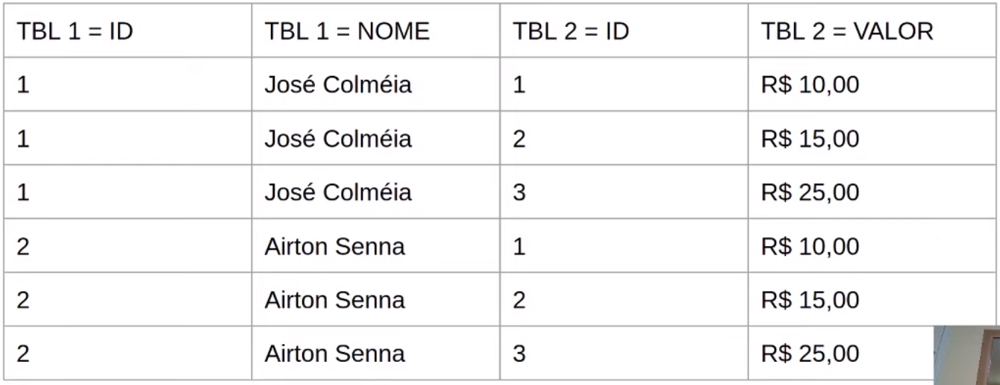 TBL 1 = ID TBL 1 = NOME TBL 2 = ID TBL 2 = VALOR
1 José Colméia 1 R$ 10,00
1 José Colméia 2 R$ 15,00
1 José Colméia 3 R$ 25,00
2 Airton Senna 1 R$ 10,00
2 Airton Senna 2 R$ 15,00
2 Airton Senna 3 R$ 25,00